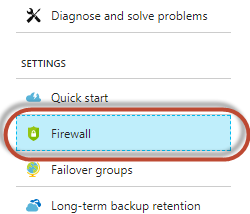 Diagnose and solve problems
SETTINGS
Quick start
Firewall
Failover groups
Long-term backup retention